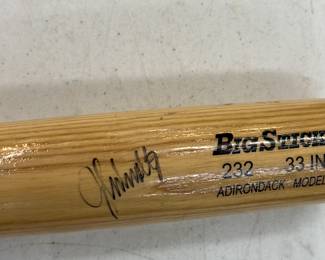 BIG STICK
232 33 IN
ADIRONDACK MODEL